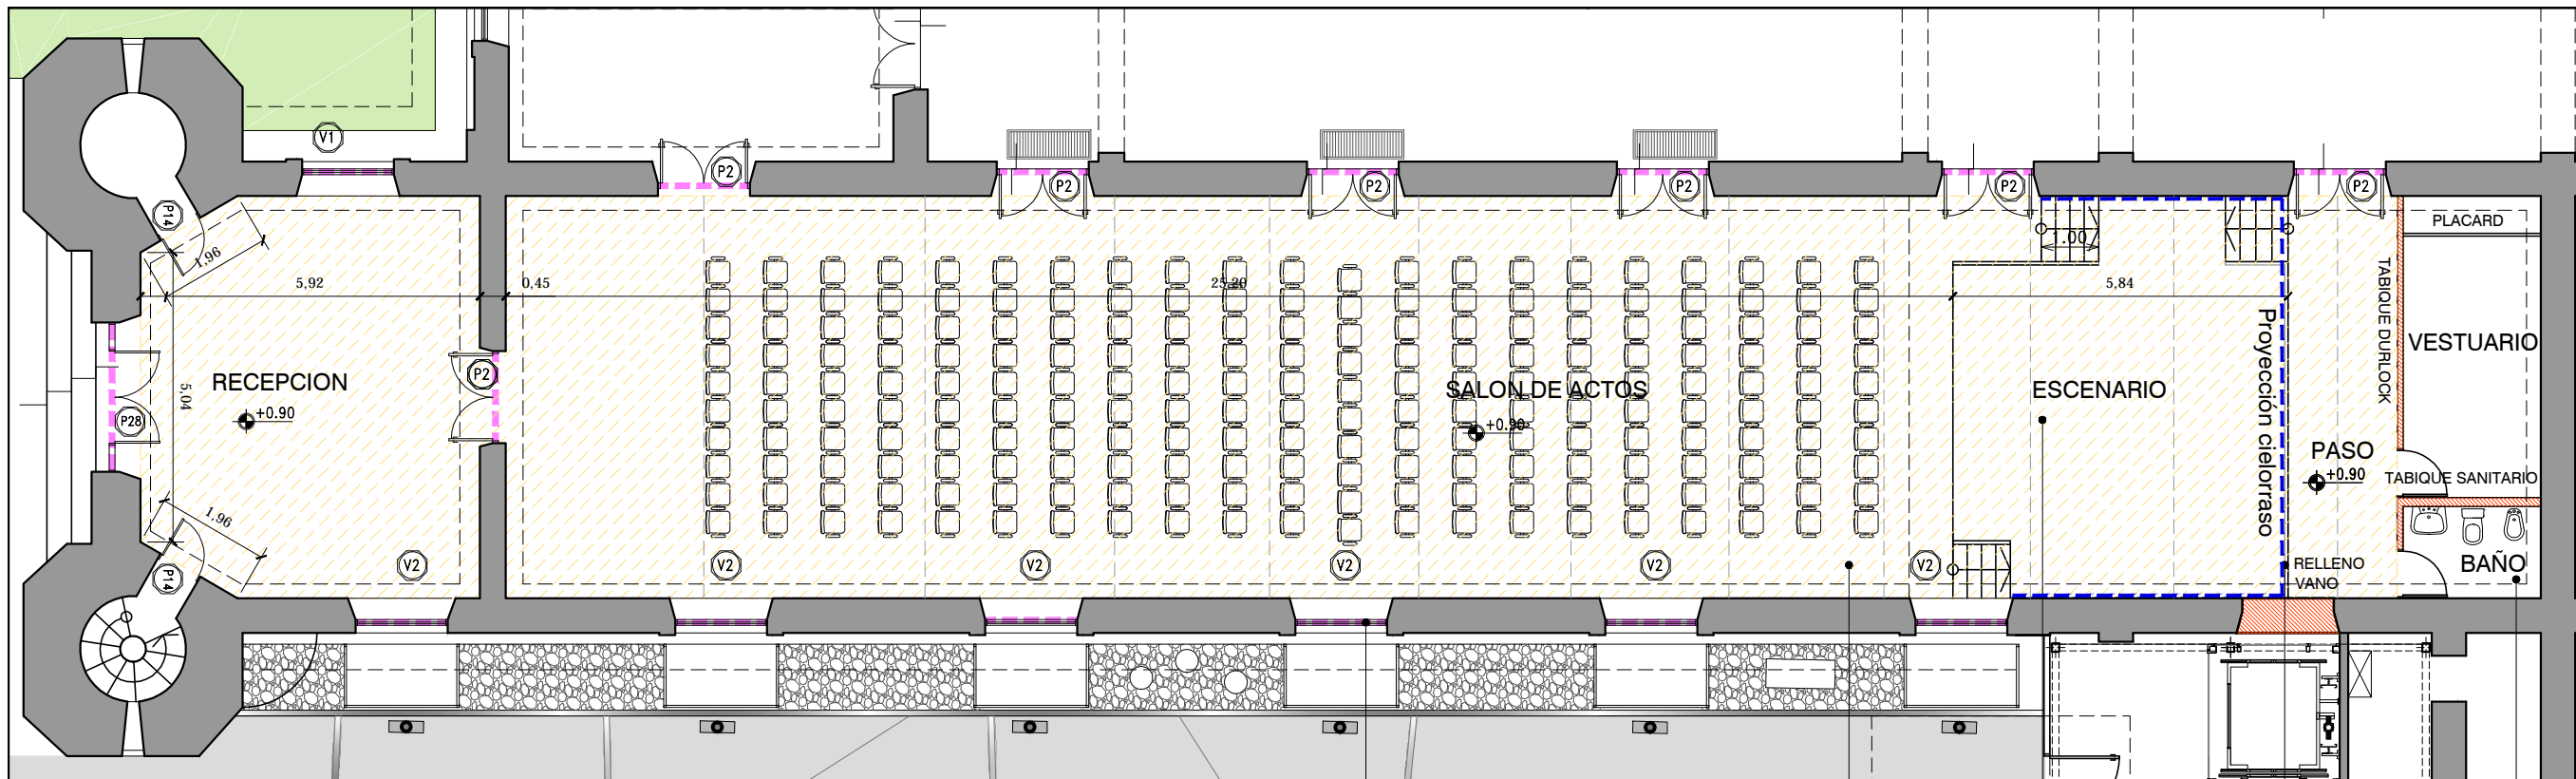 V1
P2
P2
P2
P2
P2
P2
P14
1,96
5,92
0,45
25,20
1.00
5,84
PLACARD
TABIQUE DURLOCK
VESTUARIO
RECEPCION
+0.90
5,04
P28
P2
SALON DE ACTOS
+0.90
ESCENARIO
Proyección cielorraso
PASO
+0.90
TABIQUE SANITARIO
1,96
P14
V2
V2
V2
V2
V2
V2
RELLENO
VANO
BAÑO